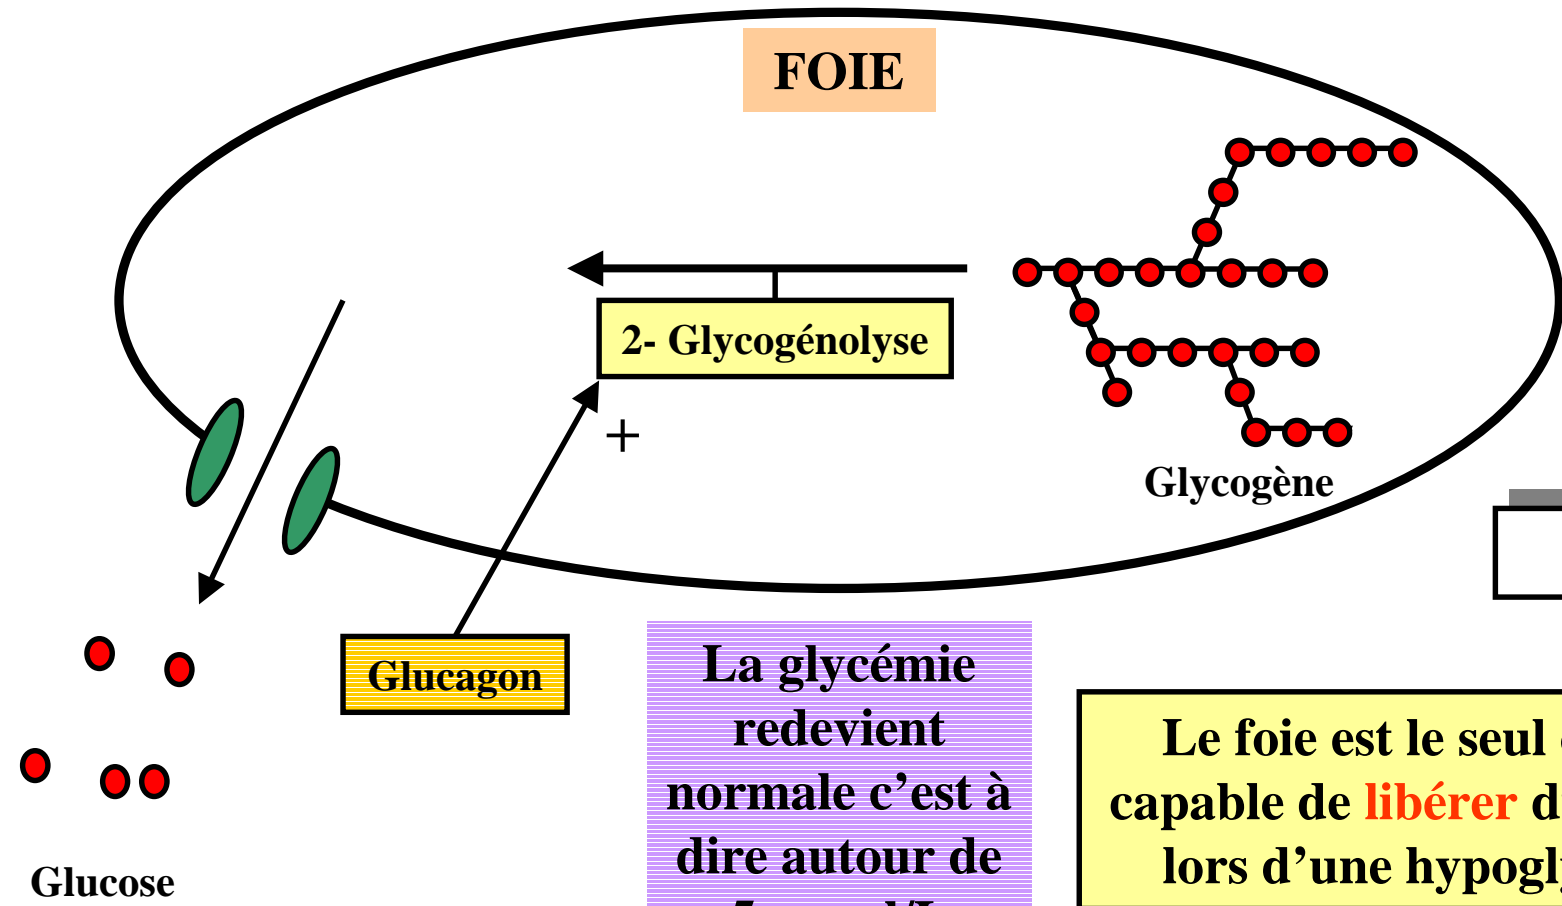 FOIE
2- Glycogénolyse
+
Glycogène
Glucagon
Glucose
La glycémie
redevient
normale c’est à
dire autour de
Le foie est le seul
capable de libérer
lors d’une